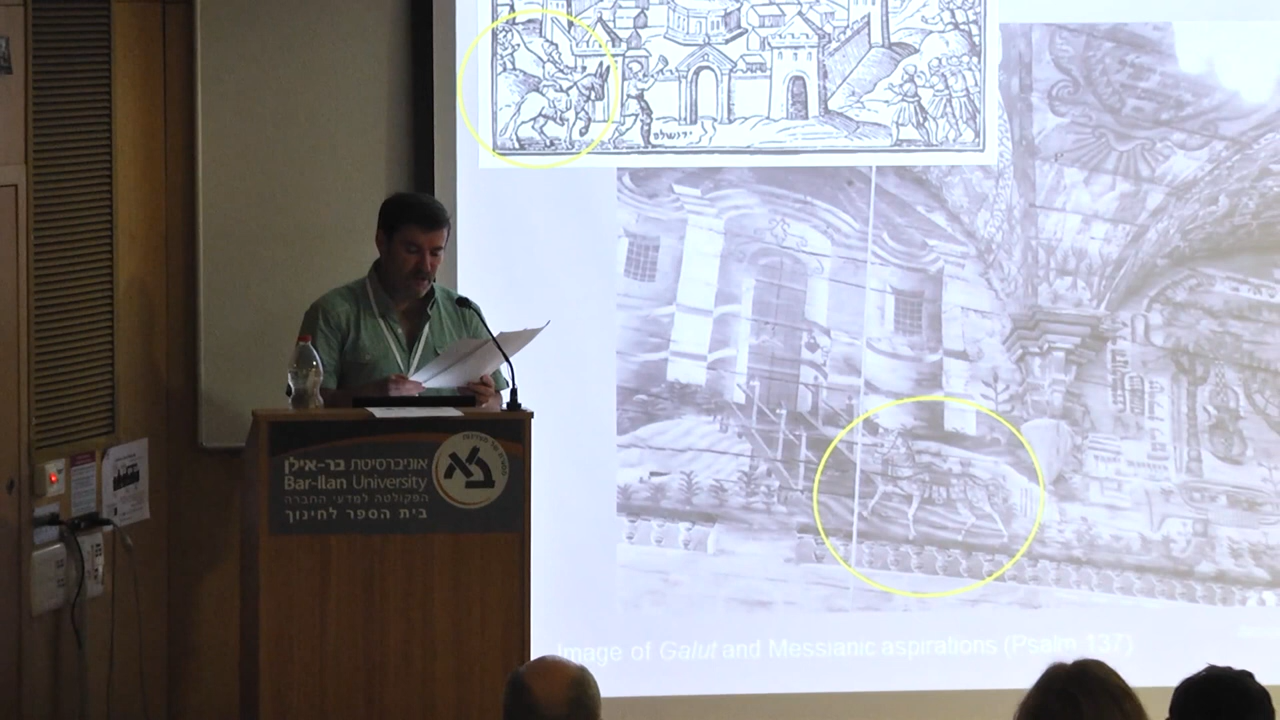 ירושלם
אוניברסיטת בר-אילן
Bar-Ilan University
הפקולטה למדעי החברה
בית הספר לחינוך
Image of Galut and Messianic aspirations (Psalm 137)